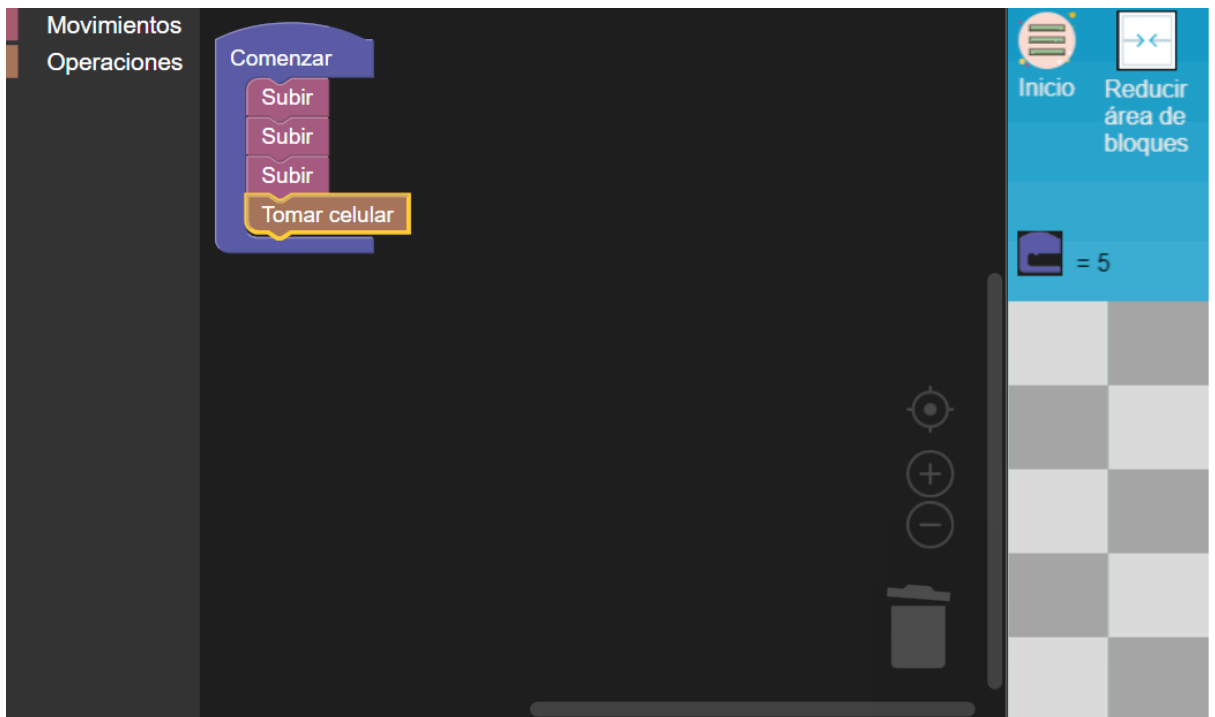 Movimientos
Operaciones
Comenzar
Subir
Subir
Subir
Tomar celular
Inicio
Reducir
área de
bloques
= 5